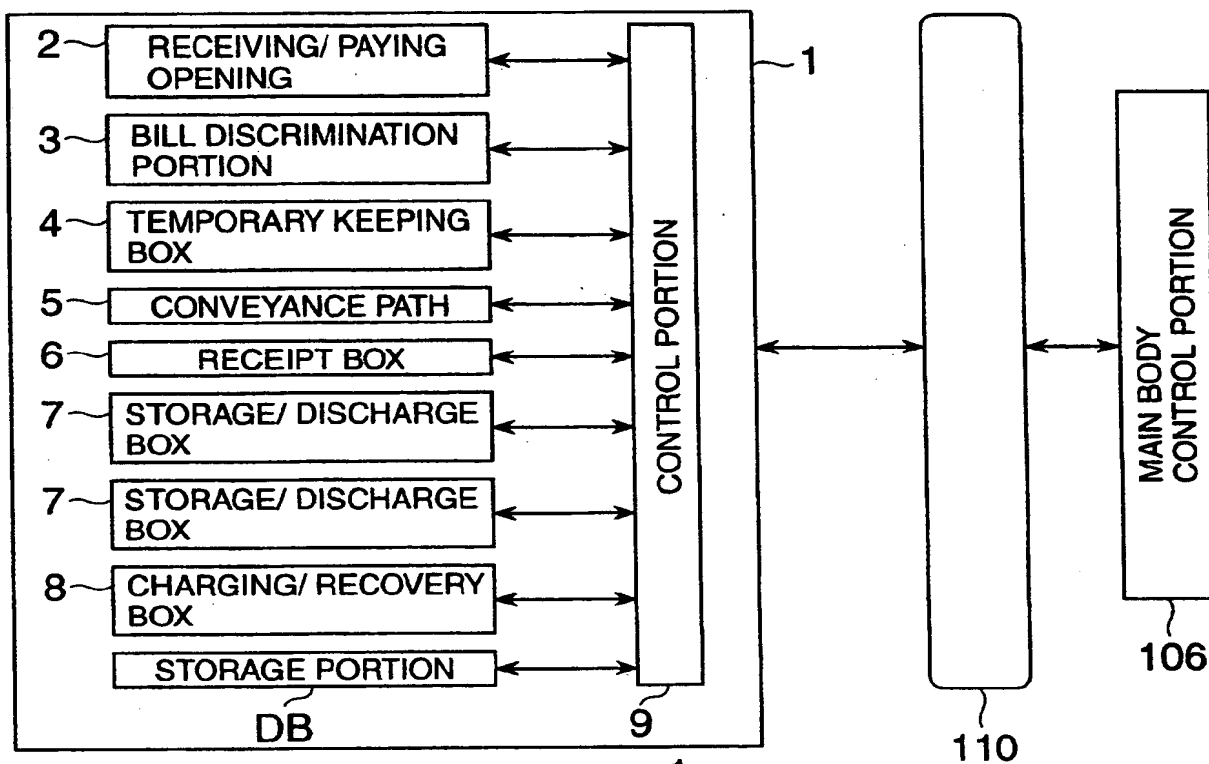 2
RECEIVING/ PAYING
OPENING
1
3
BILL DISCRIMINATION
PORTION
4
TEMPORARY KEEPING
BOX
5
CONVEYANCE PATH
6
RECEIPT BOX
7
STORAGE/ DISCHARGE
BOX
7
STORAGE/ DISCHARGE
BOX
8
CHARGING/ RECOVERY
BOX
STORAGE PORTION
DB
CONTROL PORTION
9
110
MAIN BODY
CONTROL PORTION
106